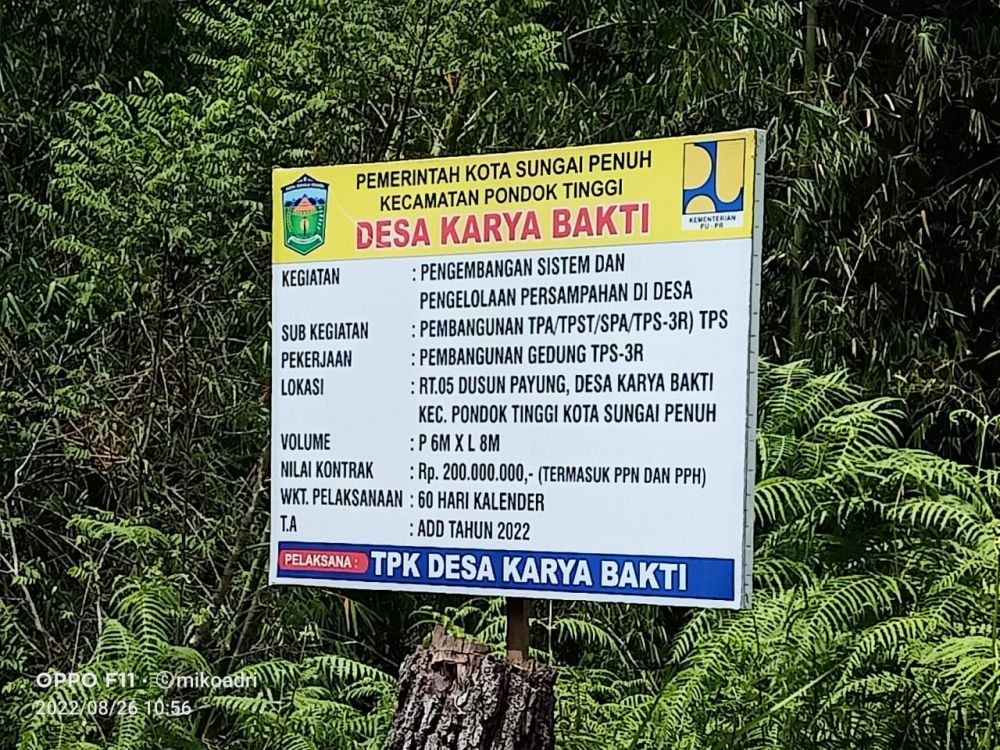 PEMERINTAH KOTA SUNGAI PENUH
KECAMATAN PONDOK TINGGI
DESA KARYA BAKTI
KEMENTERIAN
PU - PR
KEGIATAN : PENGEMBANGAN SISTEM DAN
PENGELOLAAN PERSAMPAHAN DI DESA
SUB KEGIATAN : PEMBANGUNAN TPA/TPST/SPA/TPS-3R) TPS
PEKERJAAN : PEMBANGUNAN GEDUNG TPS-3R
LOKASI : RT.05 DUSUN PAYUNG, DESA KARYA BAKTI
KEC. PONDOK TINGGI KOTA SUNGAI PENUH
VOLUME : P 6M X L 8M
NILAI KONTRAK : Rp. 200.000.000,- (TERMASUK PPN DAN PPH)
WKT. PELAKSANAAN : 60 HARI KALENDER
T.A : ADD TAHUN 2022
PELAKSANA : TPK DESA KARYA BAKTI
OPPO F11 · ©mikoadri
2022/08/26 10:56